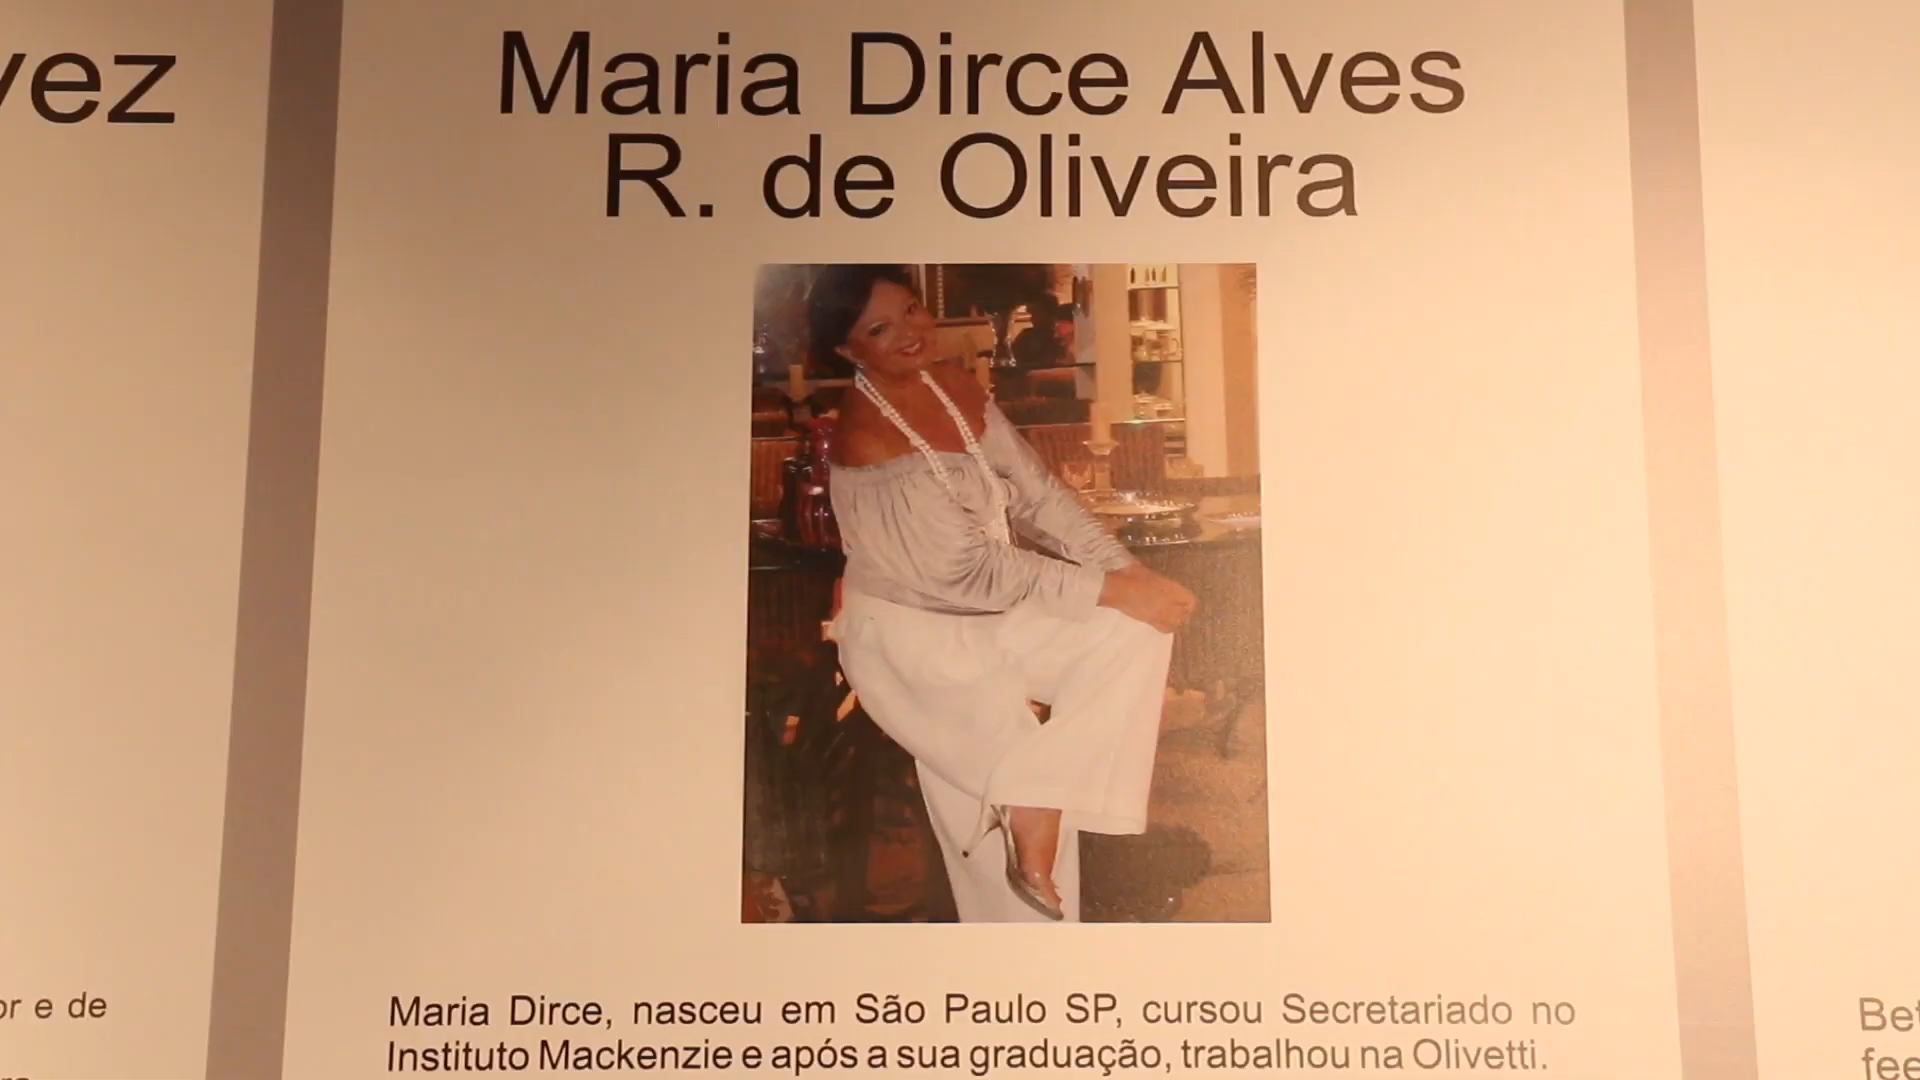 vez
Maria Dirce Alves
R. de Oliveira
or e de
Maria Dirce, nasceu em São Paulo SP, cursou Secretariado no
Instituto Mackenzie e após a sua graduação, trabalhou na Olivetti.
Bet
fee